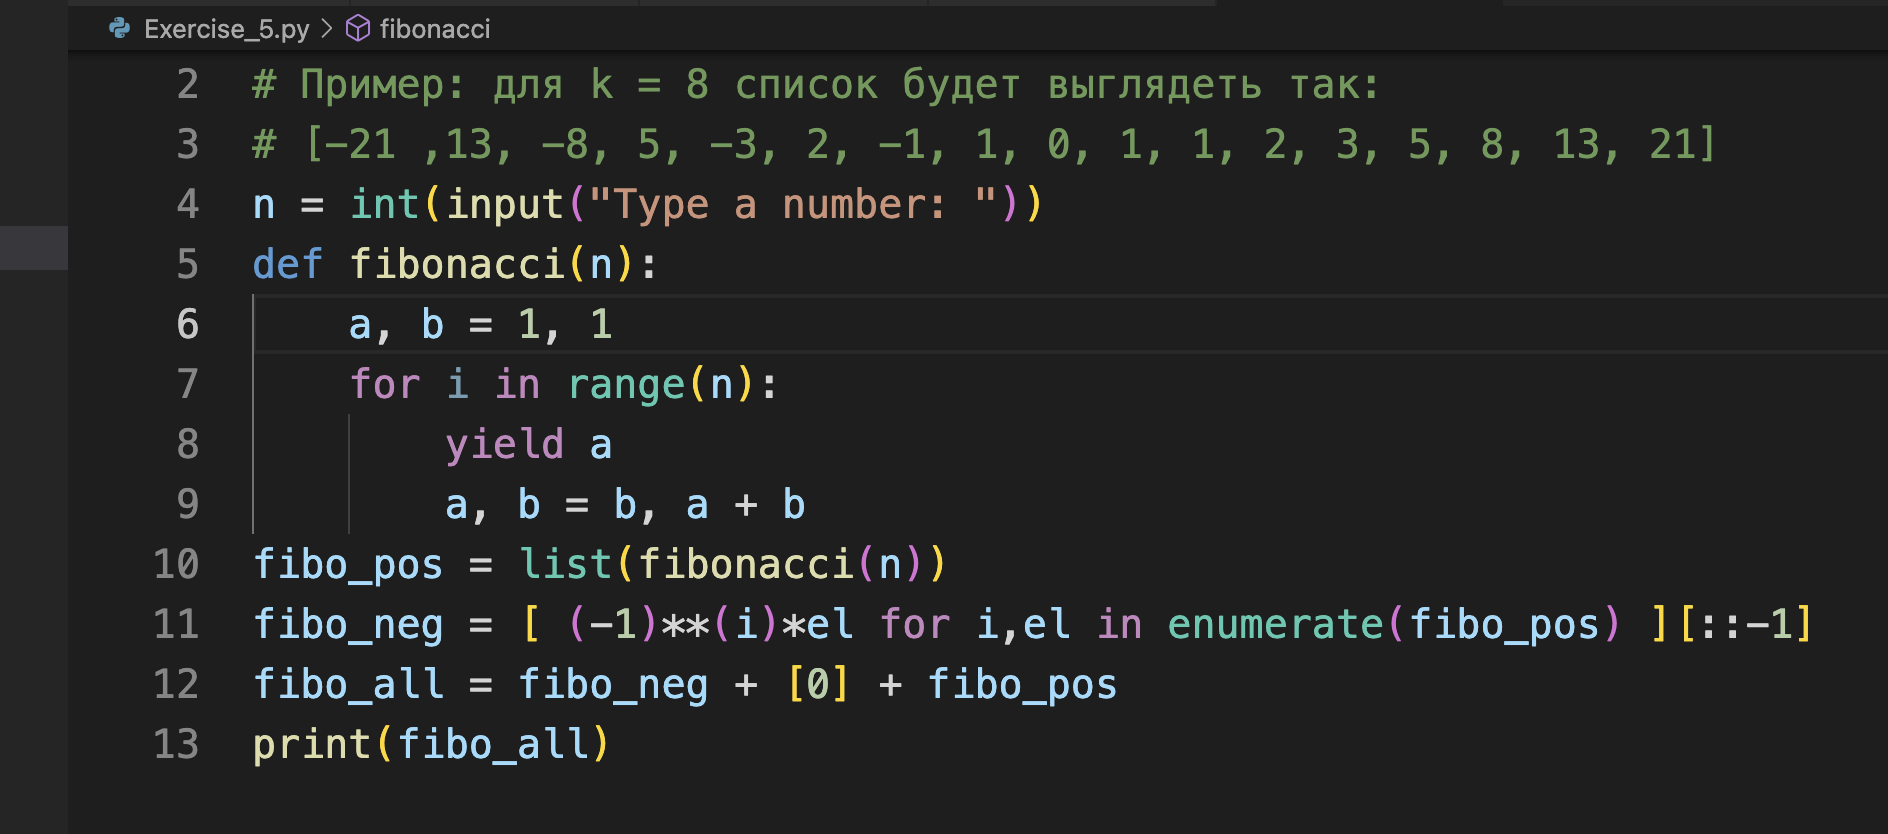 Exercise_5.py > fibonacci
2 # Пример: для k = 8 список будет выглядеть так:
3 # [-21 ,13, -8, 5, -3, 2, -1, 1, 0, 1, 1, 2, 3, 5, 8, 13, 21]
4 n = int(input("Type a number: "))
5 def fibonacci(n):
6     a, b = 1, 1
7     for i in range(n):
8         yield a
9         a, b = b, a + b
10 fibo_pos = list(fibonacci(n))
11 fibo_neg = [ (-1)**(i)*el for i,el in enumerate(fibo_pos) ][::-1]
12 fibo_all = fibo_neg + [0] + fibo_pos
13 print(fibo_all)